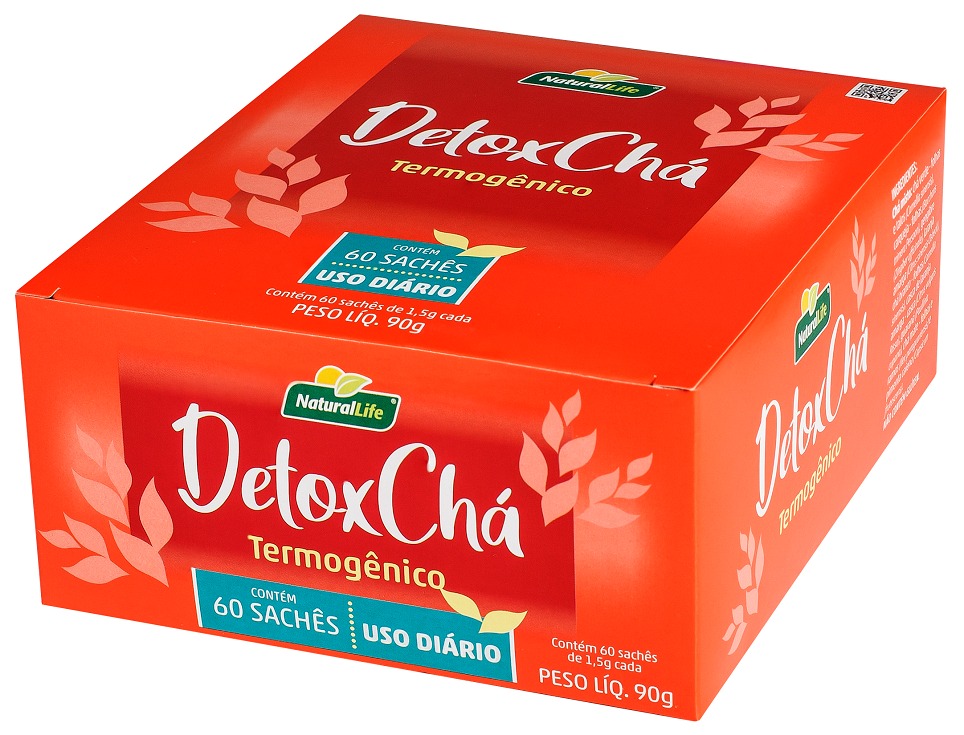 NaturalLife
DetoxChá
Termogênico
CONTÉM
60 SACHÊS
USO DIÁRIO
Contém 60 sachês de 1,5g cada
PESO LÍQ. 90g
NaturalLife®
DetoxChá
Termogênico
CONTÉM
60 SACHÊS
USO DIÁRIO
Contém 60 sachês
de 1,5g cada
PESO LÍQ. 90g
NaturalLife
DetoxChá
Termogênico
INGREDIENTES: